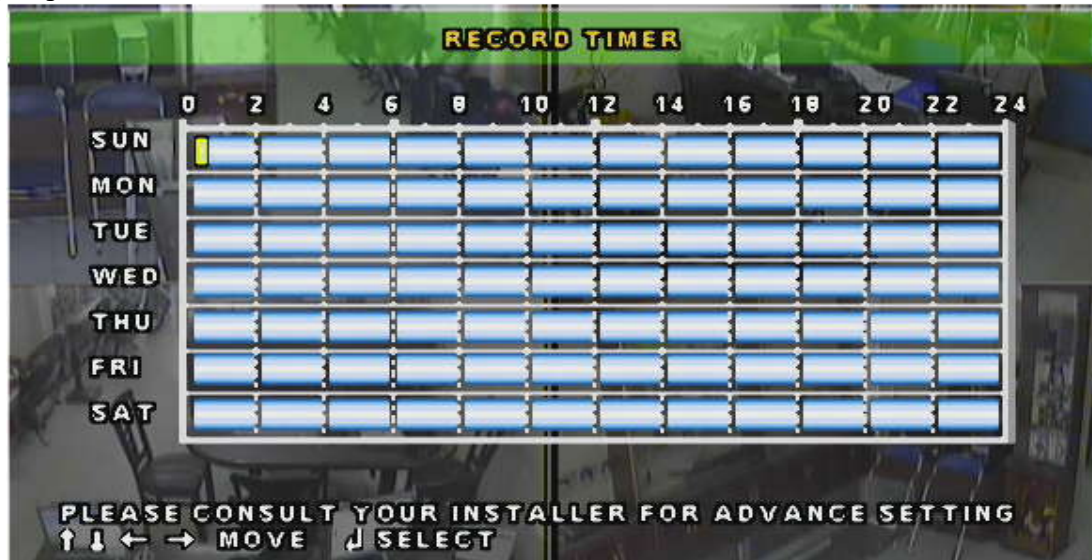 RECORD TIMER
0 2 4 6 8 10 12 14 16 18 20 22 24
SUN
MON
TUE
WED
THU
FRI
SAT
PLEASE CONSULT YOUR INSTALLER FOR ADVANCE SETTING
↑ ↓ ← → MOVE ↲ SELECT